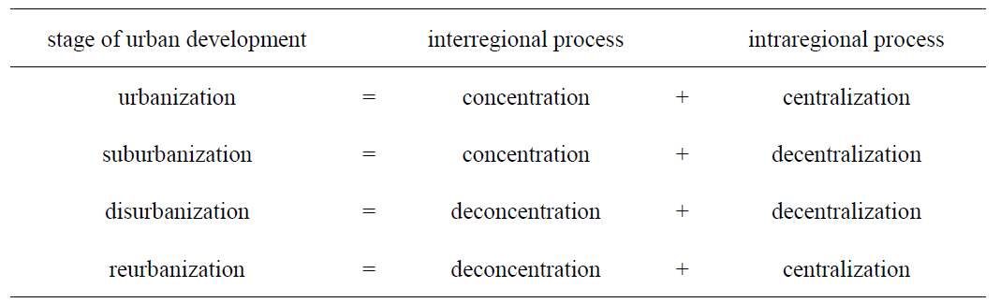 stage of urban development interregional process intraregional process
urbanization = concentration + centralization
suburbanization = concentration + decentralization
disurbanization = deconcentration + decentralization
reurbanization = deconcentration + centralization